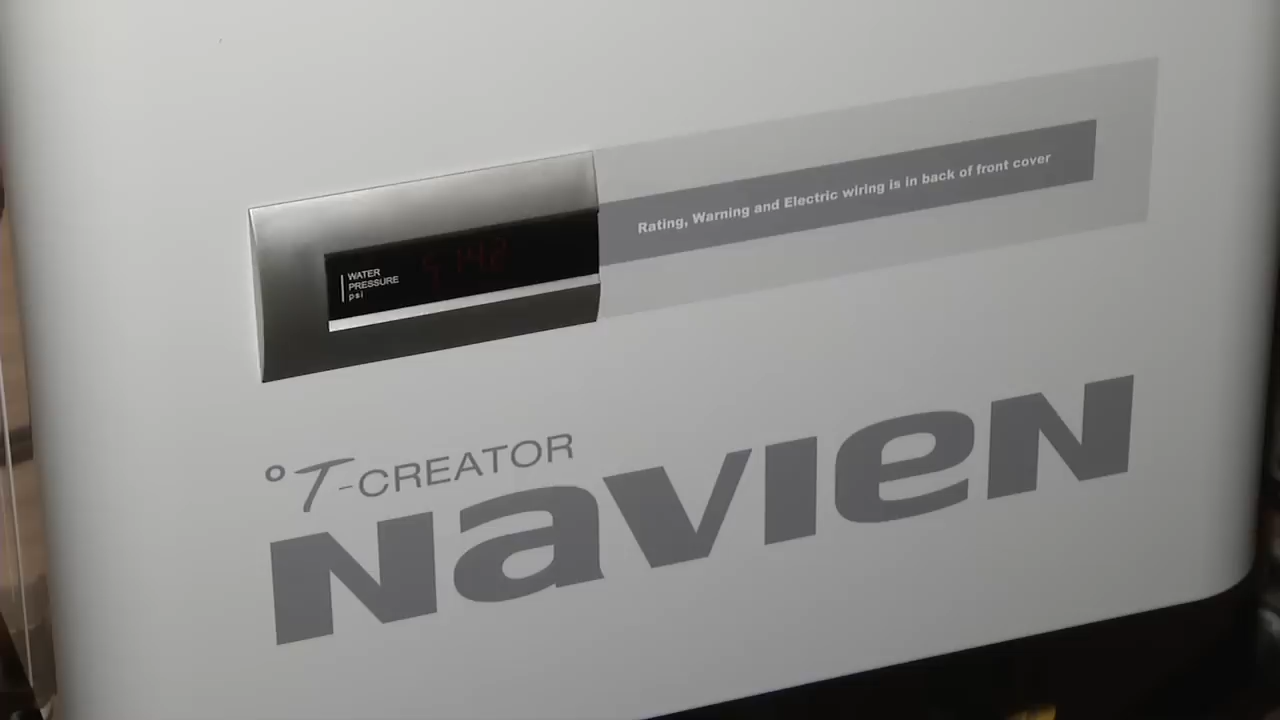 WATER
PRESSURE
psi
Rating, Warning and Electric wiring is in back of front cover
°T-CREATOR
NAVIEN